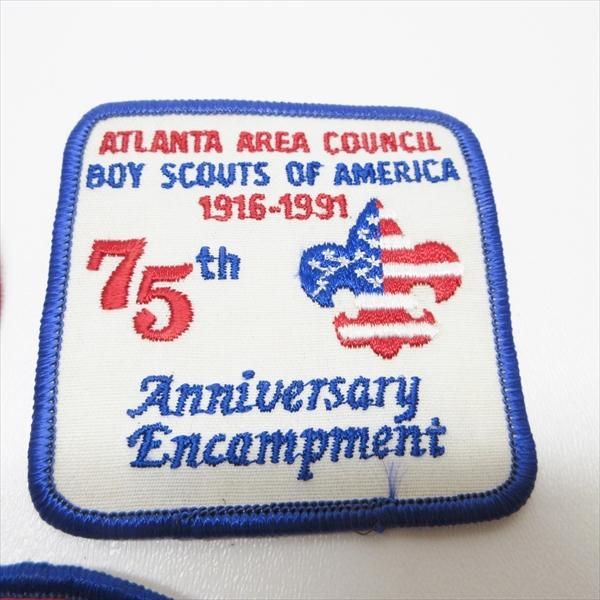 ATLANTA AREA COUNCIL
BOY SCOUTS OF AMERICA
1916-1991
75th
Anniversary
Encampment